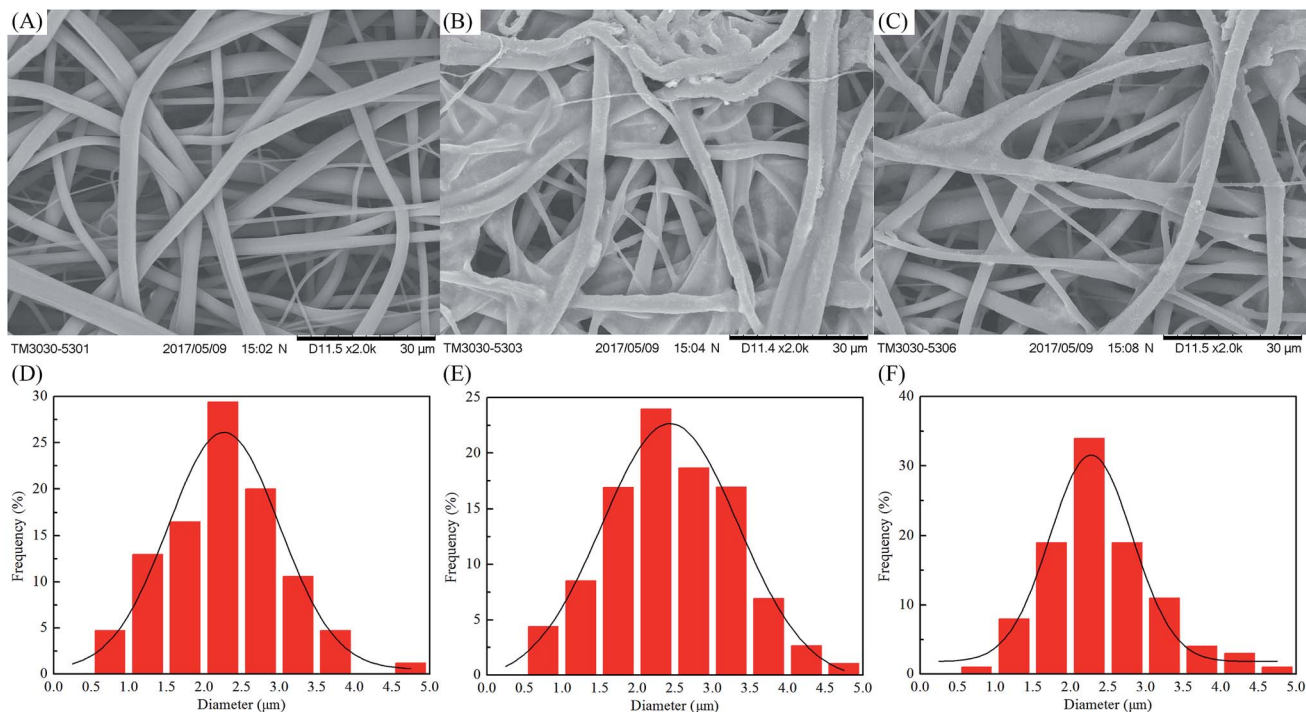 (A)
(B)
(C)
TM3030-5301 2017/05/09 15:02 N D11.5 x2.0k 30 μm
TM3030-5303 2017/05/09 15:04 N D11.4 x2.0k 30 μm
TM3030-5306 2017/05/09 15:08 N D11.5 x2.0k 30 μm
(D)
30
25
20
15
10
5
0
Frequency (%)
0.0 0.5 1.0 1.5 2.0 2.5 3.0 3.5 4.0 4.5 5.0
Diameter (μm)
(E)
25
20
15
10
5
0
Frequency (%)
0.0 0.5 1.0 1.5 2.0 2.5 3.0 3.5 4.0 4.5 5.0
Diameter (μm)
(F)
40
30
20
10
0
Frequency (%)
0.0 0.5 1.0 1.5 2.0 2.5 3.0 3.5 4.0 4.5 5.0
Diameter (μm)